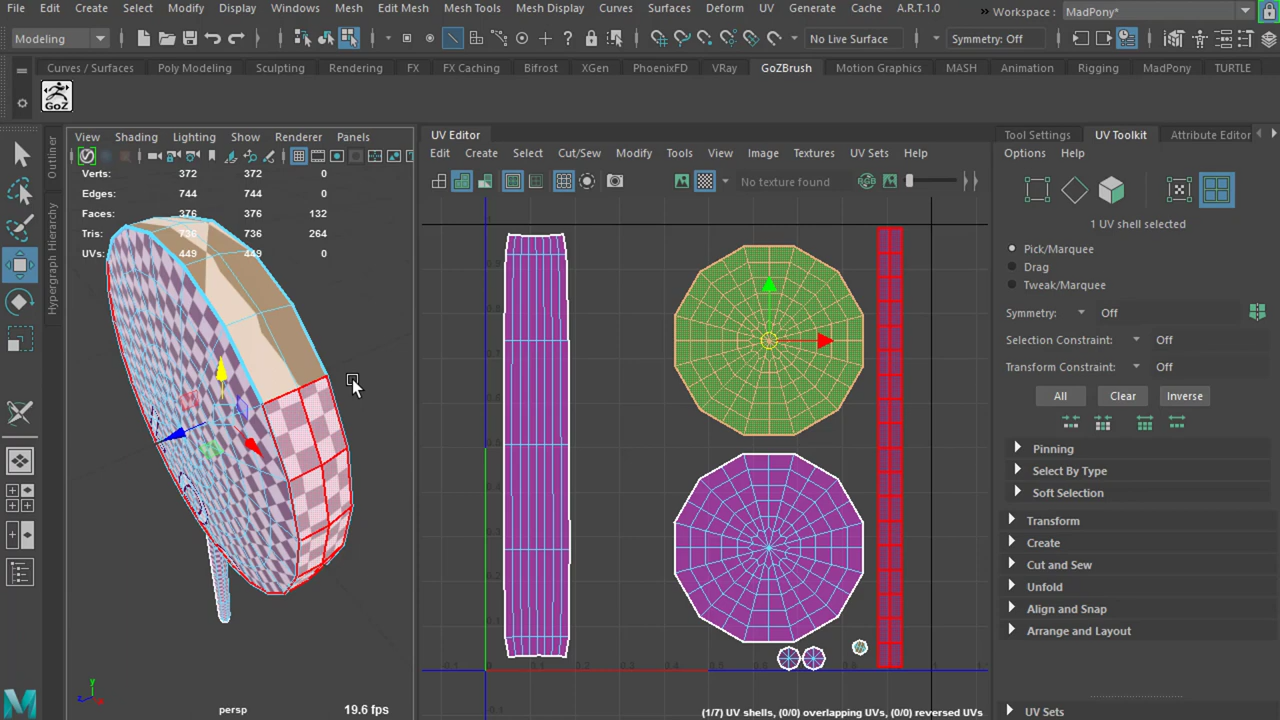 File Edit Create Select Modify Display Windows Mesh Edit Mesh Mesh Tools Mesh Display Curves Surfaces Deform UV Generate Cache A.R.T.1.0 Workspace : MadPony*
Modeling No Live Surface Symmetry: Off
Curves / Surfaces Poly Modeling Sculpting Rendering FX FX Caching Bifrost XGen PhoenixFD VRay GoZBrush Motion Graphics MASH Animation Rigging MadPony TURTLE
GoZ
View Shading Lighting Show Renderer Panels
UV Editor
Tool Settings UV Toolkit Attribute Editor
Edit Create Select Cut/Sew Modify Tools View Image Textures UV Sets Help
Options Help
No texture found
Outliner
Hypergraph Hierarchy
Verts: 372 372 0
Edges: 744 744 0
Faces: 376 376 132
Tris: 736 736 264
UVs: 449 449 0
1 UV shell selected
Pick/Marquee
Drag
Tweak/Marquee
Symmetry: Off
Selection Constraint: Off
Transform Constraint: Off
All Clear Inverse
Pinning
Select By Type
Soft Selection
Transform
Create
Cut and Sew
Unfold
Align and Snap
Arrange and Layout
UV Sets
y
z
persp
19.6 fps
(1/7) UV shells, (0/0) overlapping UVs, (0/0) reversed UVs